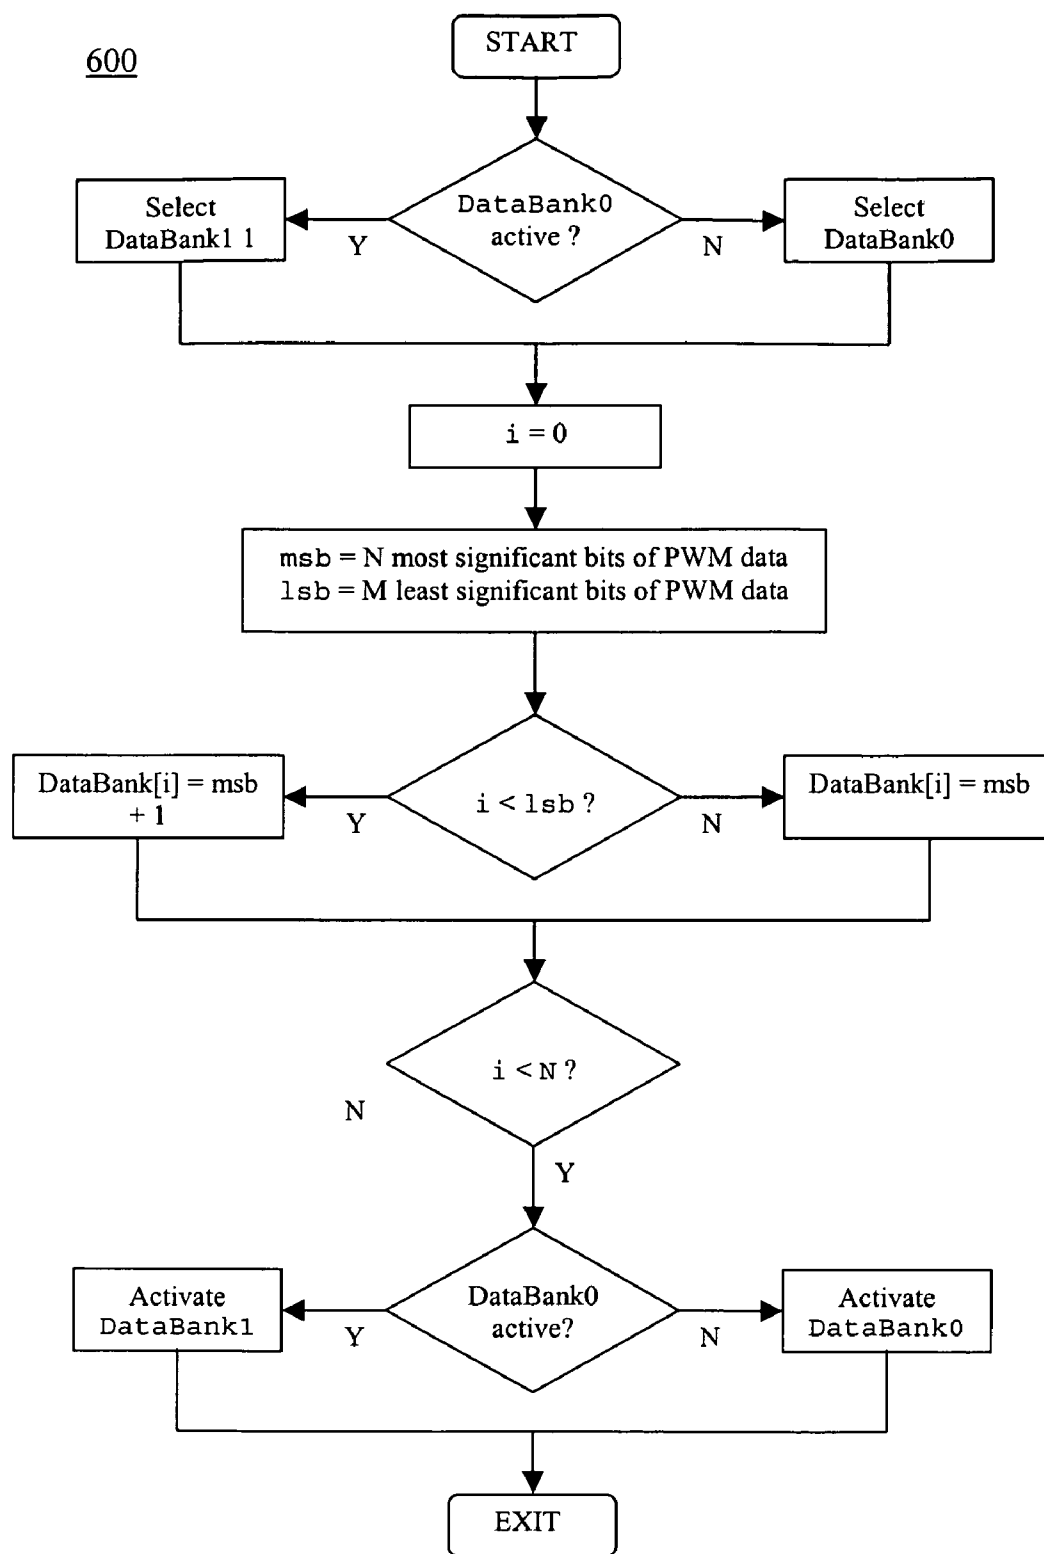 600
START
DataBank0
active ?
Y
N
Select
DataBank1 1
Select
DataBank0
i = 0
msb = N most significant bits of PWM data
lsb = M least significant bits of PWM data
i < lsb ?
Y
N
DataBank[i] = msb
+ 1
DataBank[i] = msb
i < N ?
N
Y
DataBank0
active?
Y
N
Activate
DataBank1
Activate
DataBank0
EXIT